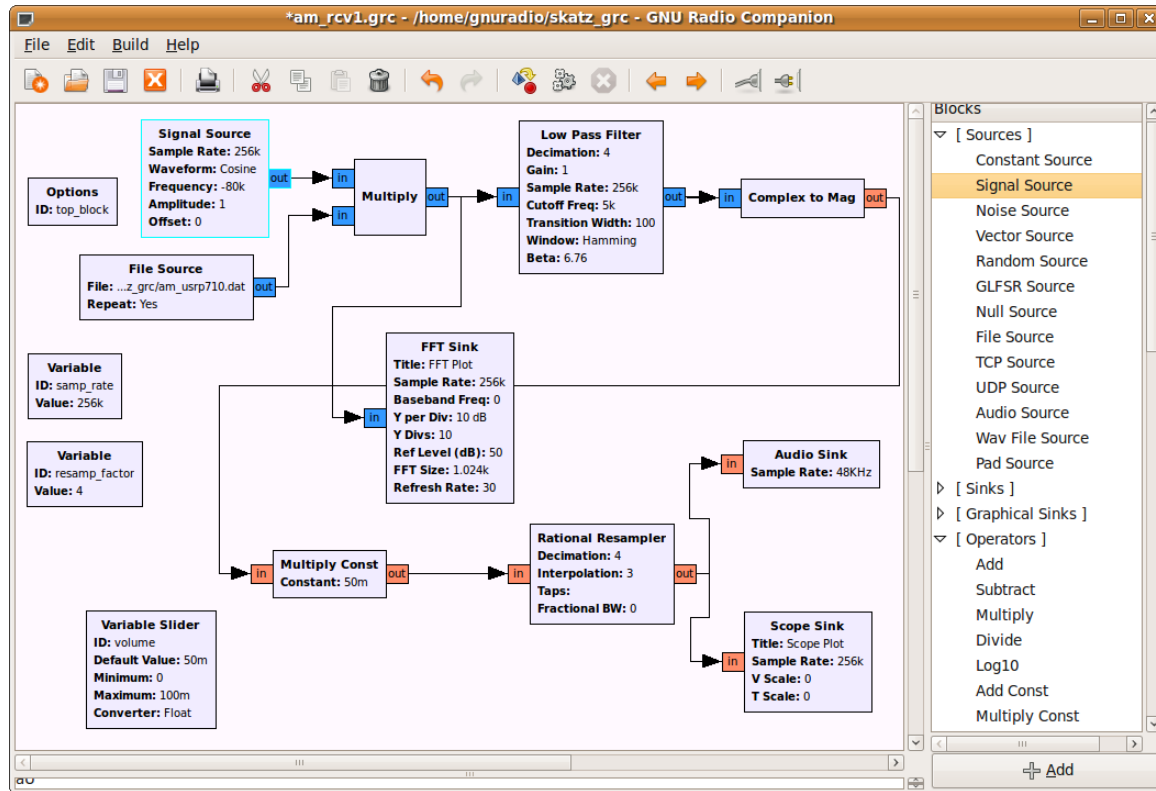 *am_rcv1.grc - /home/gnuradio/skatz_grc - GNU Radio Companion
File Edit Build Help
Options
ID: top_block
Signal Source
Sample Rate: 256k
Waveform: Cosine
Frequency: -80k
Amplitude: 1
Offset: 0
out
in
in
Multiply
out
File Source
File: ...z_grc/am_usrp710.dat
Repeat: Yes
out
in
Low Pass Filter
Decimation: 4
Gain: 1
Sample Rate: 256k
Cutoff Freq: 5k
Transition Width: 100
Window: Hamming
Beta: 6.76
out
in
Complex to Mag
out
Variable
ID: samp_rate
Value: 256k
Variable
ID: resamp_factor
Value: 4
in
FFT Sink
Title: FFT Plot
Sample Rate: 256k
Baseband Freq: 0
Y per Div: 10 dB
Y Divs: 10
Ref Level (dB): 50
FFT Size: 1.024k
Refresh Rate: 30
in
Audio Sink
Sample Rate: 48KHz
in
Multiply Const
Constant: 50m
out
in
Rational Resampler
Decimation: 4
Interpolation: 3
Taps:
Fractional BW: 0
out
Variable Slider
ID: volume
Default Value: 50m
Minimum: 0
Maximum: 100m
Converter: Float
in
Scope Sink
Title: Scope Plot
Sample Rate: 256k
V Scale: 0
T Scale: 0
Blocks
[ Sources ]
Constant Source
Signal Source
Noise Source
Vector Source
Random Source
GLFSR Source
Null Source
File Source
TCP Source
UDP Source
Audio Source
Wav File Source
Pad Source
[ Sinks ]
[ Graphical Sinks ]
[ Operators ]
Add
Subtract
Multiply
Divide
Log10
Add Const
Multiply Const
Add